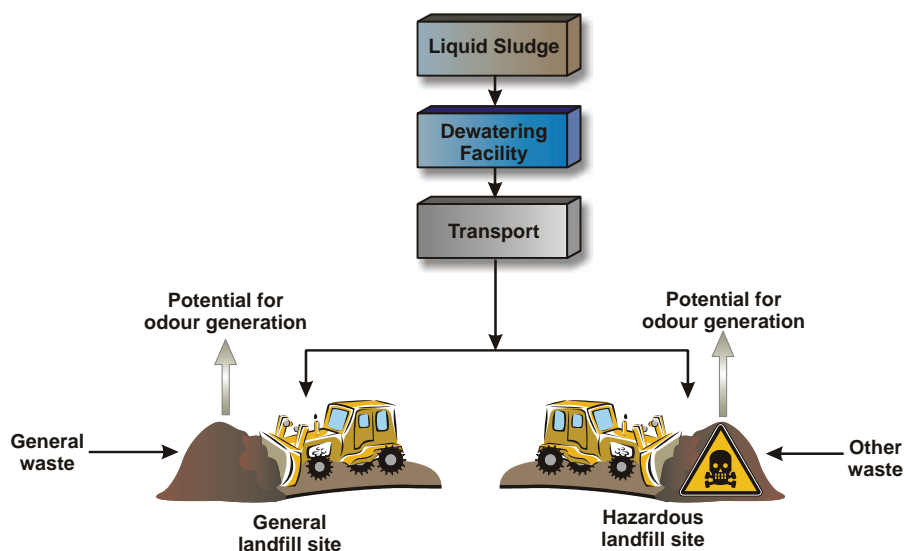 Liquid Sludge
Dewatering
Facility
Transport
Potential for
odour generation
Potential for
odour generation
General
waste
Other
waste
General
landfill site
Hazardous
landfill site